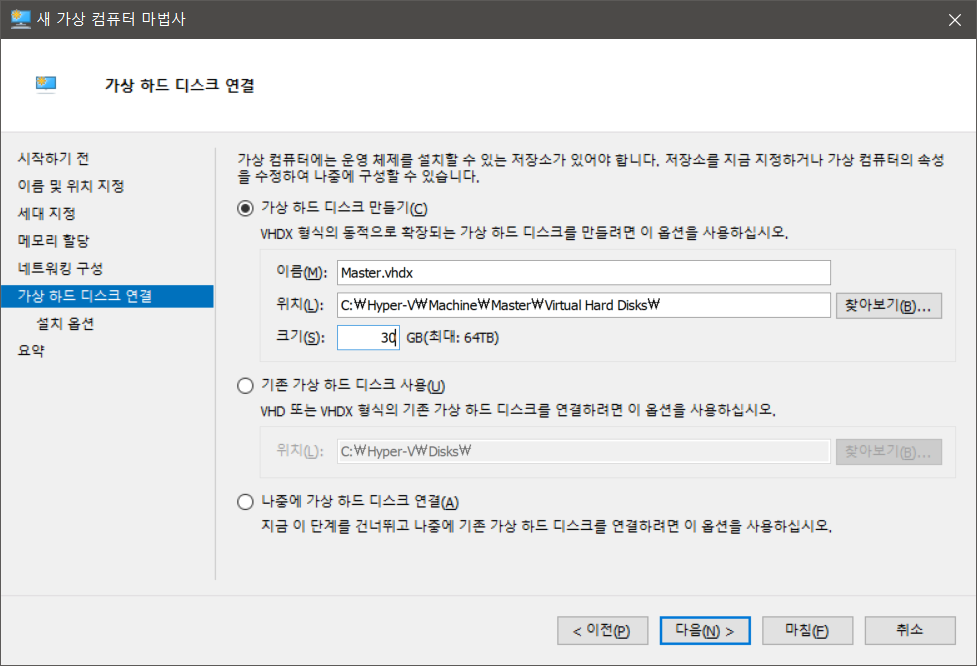 새 가상 컴퓨터 마법사
가상 하드 디스크 연결
시작하기 전
이름 및 위치 지정
세대 지정
메모리 할당
네트워킹 구성
가상 하드 디스크 연결
설치 옵션
요약
가상 컴퓨터에는 운영 체제를 설치할 수 있는 저장소가 있어야 합니다. 저장소를 지금 지정하거나 가상 컴퓨터의 속성
을 수정하여 나중에 구성할 수 있습니다.
가상 하드 디스크 만들기(C)
VHDX 형식의 동적으로 확장되는 가상 하드 디스크를 만들려면 이 옵션을 사용하십시오.
이름(M): Master.vhdx
위치(L): C:₩Hyper-V₩Machine₩Master₩Virtual Hard Disks₩ 찾아보기(B)...
크기(S): 30 GB(최대: 64TB)
기존 가상 하드 디스크 사용(U)
VHD 또는 VHDX 형식의 기존 가상 하드 디스크를 연결하려면 이 옵션을 사용하십시오.
위치(L): C:₩Hyper-V₩Disks₩ 찾아보기(B)...
나중에 가상 하드 디스크 연결(A)
지금 이 단계를 건너뛰고 나중에 기존 가상 하드 디스크를 연결하려면 이 옵션을 사용하십시오.
< 이전(P) 다음(N) > 마침(F) 취소